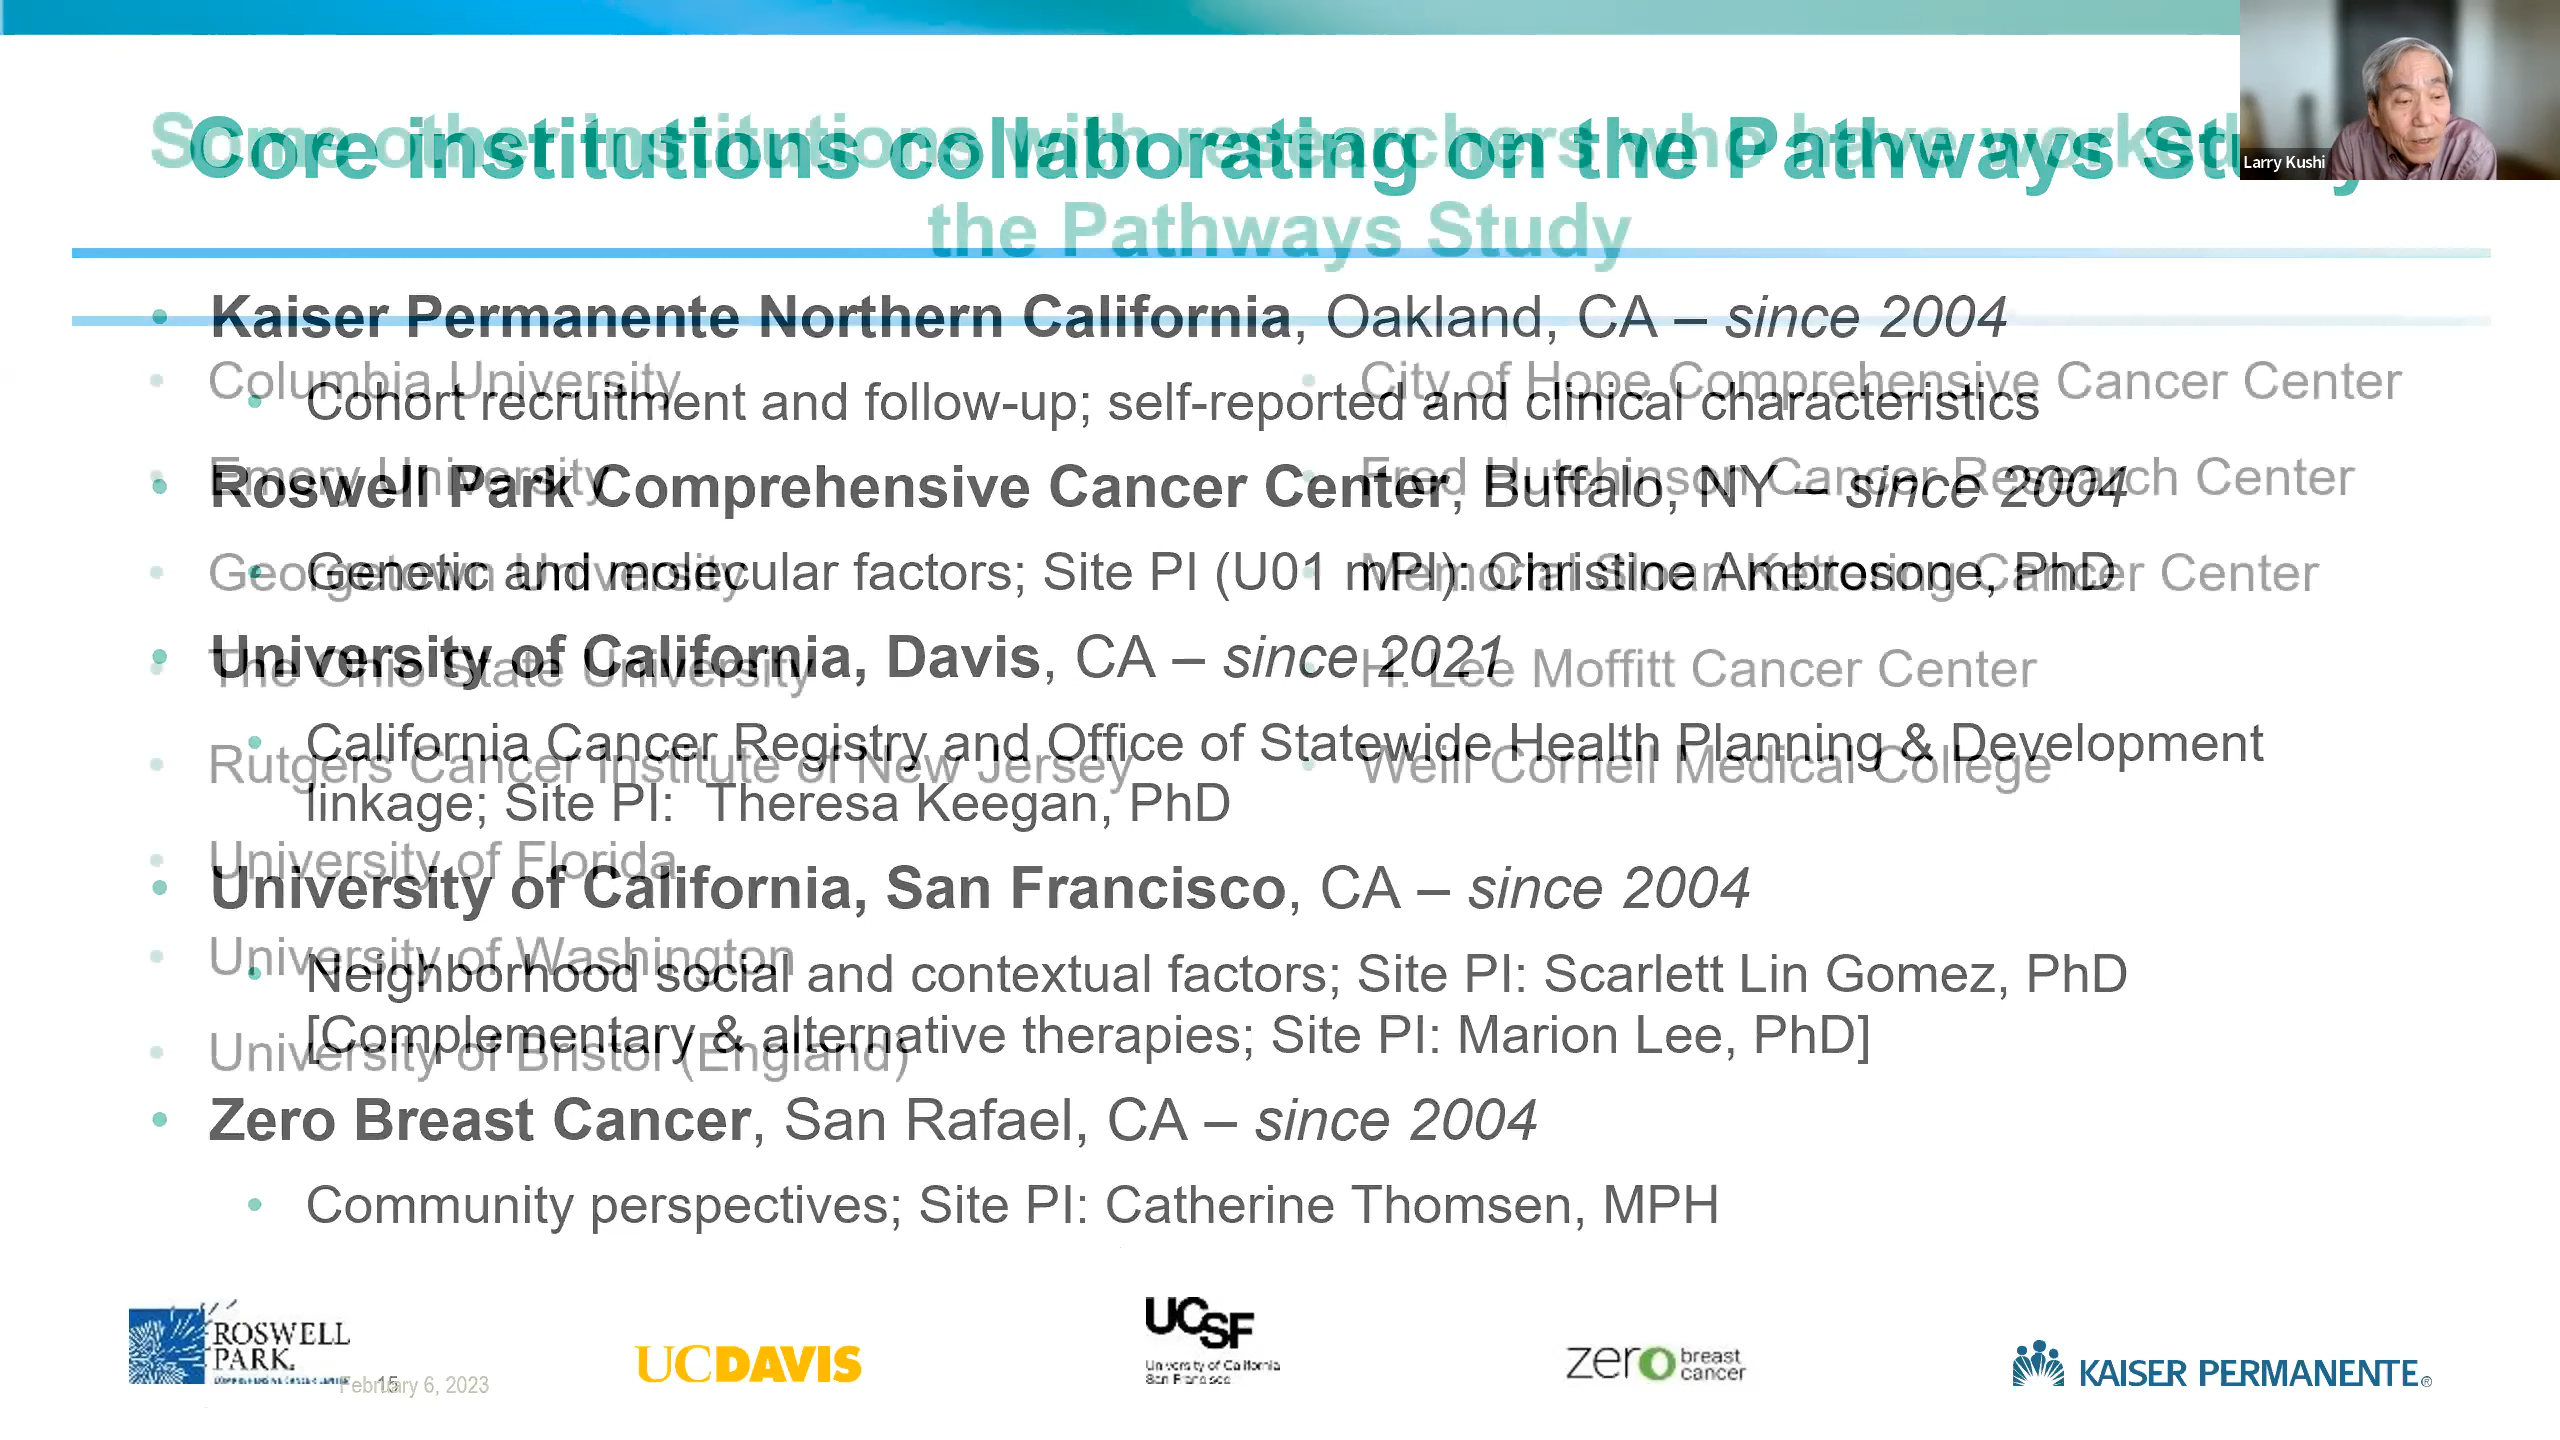 Core institutions collaborating on the Pathways Study
Some other institutions with researchers who have worked
the Pathways Study
Larry Kushi
• Kaiser Permanente Northern California, Oakland, CA – since 2004
• Cohort recruitment and follow-up; self-reported and clinical characteristics
• Roswell Park Comprehensive Cancer Center, Buffalo, NY – since 2004
• Genetic and molecular factors; Site PI (U01 mPI): Christine Ambrosone, PhD
• University of California, Davis, CA – since 2021
• California Cancer Registry and Office of Statewide Health Planning & Development
linkage; Site PI: Theresa Keegan, PhD
• University of California, San Francisco, CA – since 2004
• Neighborhood social and contextual factors; Site PI: Scarlett Lin Gomez, PhD
[Complementary & alternative therapies; Site PI: Marion Lee, PhD]
• Zero Breast Cancer, San Rafael, CA – since 2004
• Community perspectives; Site PI: Catherine Thomsen, MPH
• Columbia University
• Emory University
• Georgetown University
• The Ohio State University
• Rutgers Cancer Institute of New Jersey
• University of Florida
• University of Washington
• University of Bristol (England)
• City of Hope Comprehensive Cancer Center
• Fred Hutchinson Cancer Research Center
• Memorial Sloan Kettering Cancer Center
• H. Lee Moffitt Cancer Center
• Weill Cornell Medical College
ROSWELL
PARK.
COMPREHENSIVE CANCER CENTER
15
February 6, 2023
UCDAVIS
UCSF
University of California
San Francisco
zero breast
cancer
KAISER PERMANENTE®